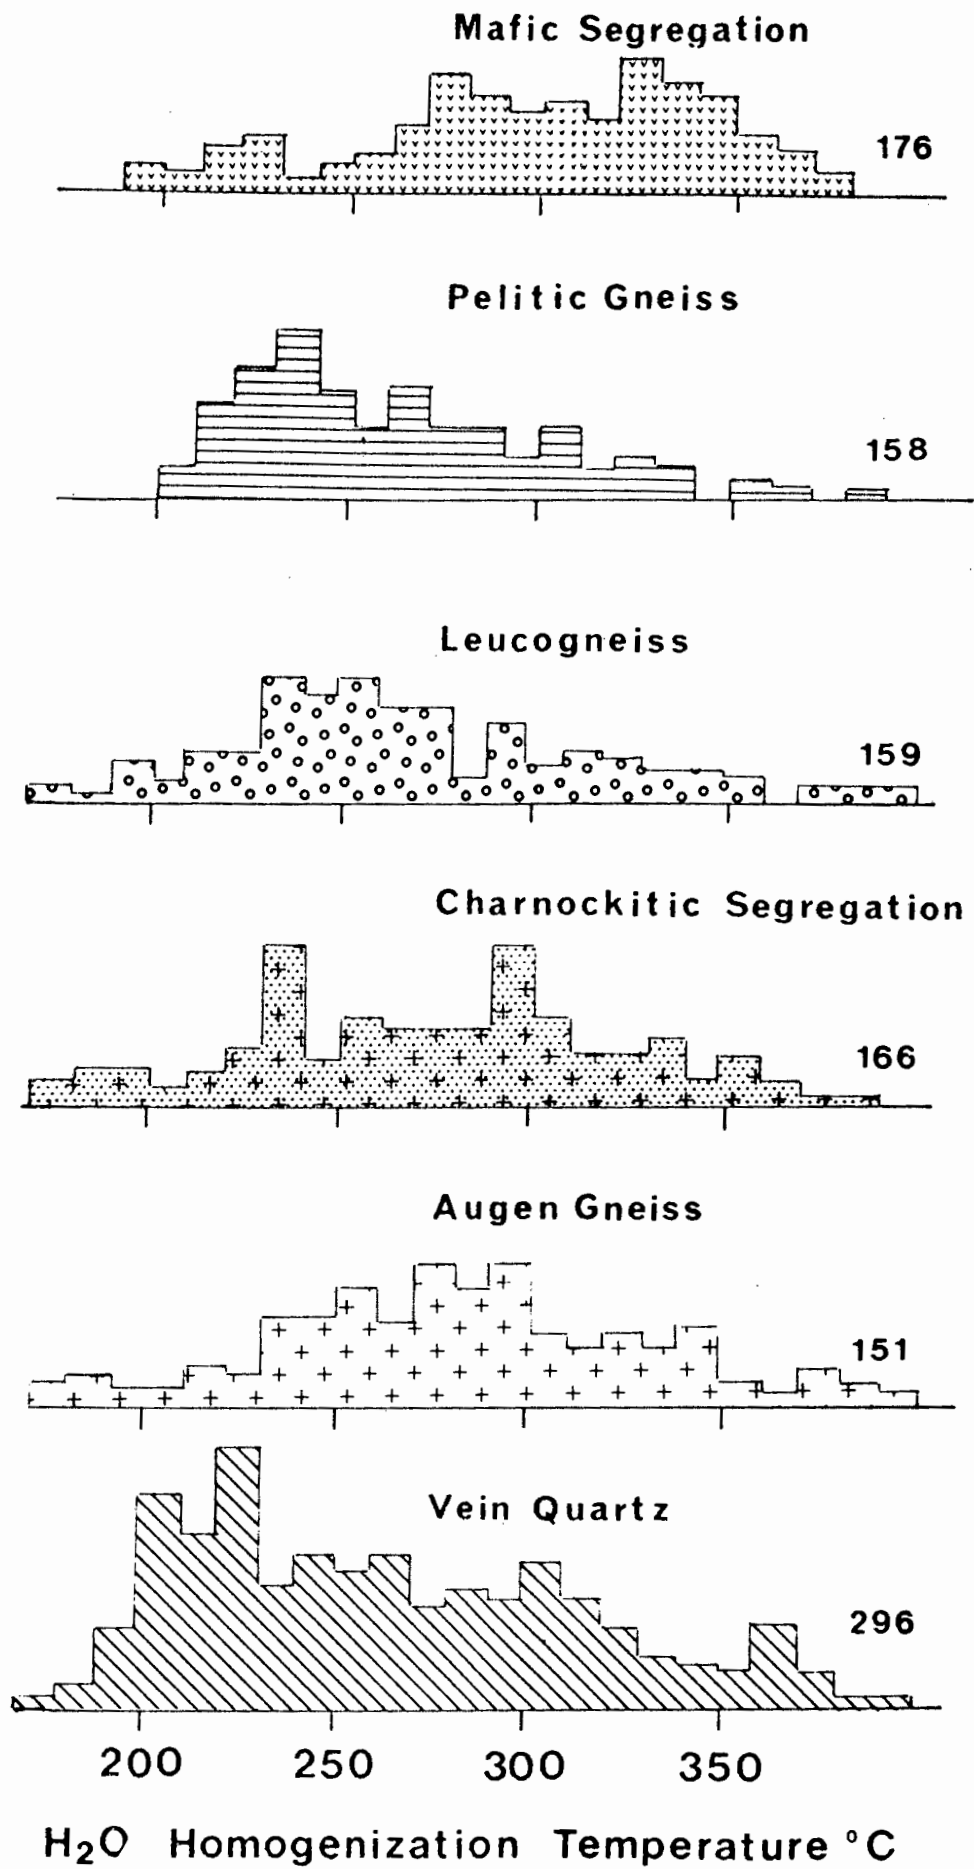 Mafic Segregation
176
Pelitic Gneiss
158
Leucogneiss
159
Charnockitic Segregation
166
Augen Gneiss
151
Vein Quartz
296
200 250 300 350
H₂O Homogenization Temperature °C